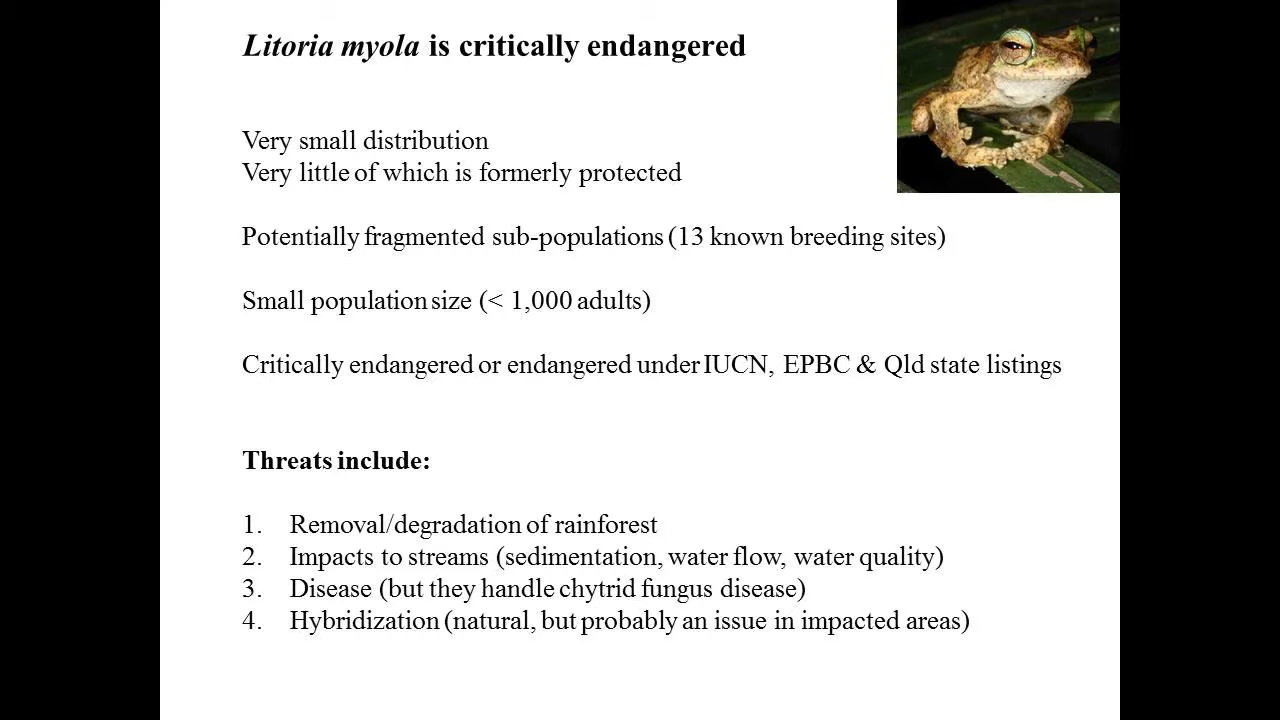 Litoria myola is critically endangered
Very small distribution
Very little of which is formerly protected
Potentially fragmented sub-populations (13 known breeding sites)
Small population size (< 1,000 adults)
Critically endangered or endangered under IUCN, EPBC & Qld state listings
Threats include:
1. Removal/degradation of rainforest
2. Impacts to streams (sedimentation, water flow, water quality)
3. Disease (but they handle chytrid fungus disease)
4. Hybridization (natural, but probably an issue in impacted areas)